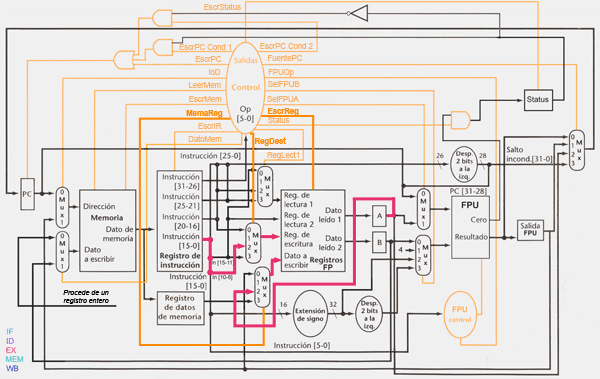 EscrStatus
EscrPC Cond 1
EscrPC Cond 2
EscrPC
FuentePC
IoD
Salidas
FPUOp
LeerMem
SelFPUB
Control
EscrMem
SelFPUA
MemaReg
Op
EscrReg
[5-0]
Status
EscrIR
DatoMem
RegDest
RegLect1
Status
Instrucción [25-0]
26
Desp.
2 bits
a la
izq.
28
Salto
incond.[31-0]
PC [31-28]
PC
0
Mux
1
Dirección
Memoria
Dato de
memoria
Dato
a escribir
0
Mux
1
Instrucción
[31-26]
Instrucción
[25-21]
Instrucción
[20-16]
Instrucción
[15-0]
Registro de
instrucción
0
1
2
3
Mux
Reg. de
lectura 1
Reg. de
lectura 2
Reg. de
escritura
Dato a
escribir
Dato
leído 1
Dato
leído 2
Registros
FP
0
1
2
3
Mux
in [15-11]
in [10-6]
0
1
2
3
Mux
A
B
0
Mux
1
4
0
1
2
3
Mux
FPU
Cero
Resultado
Salida
FPU
0
1
2
3
Mux
Instrucción
[15-0]
Registro
de datos
de memoria
16
Extensión
de signo
32
Desp.
2 bits
a la
izq.
FPU
control
Instrucción [5-0]
Procede de un
registro entero
IF
ID
EX
MEM
WB